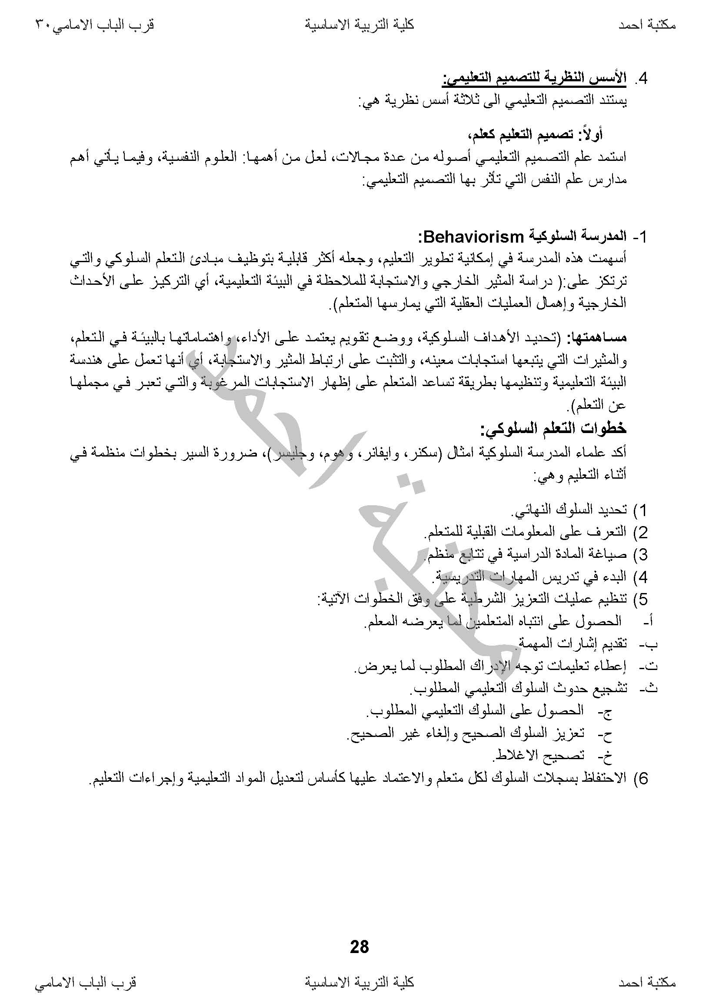 مكتبة احمد
كلية التربية الاساسية
قرب الباب الامامي٣٠
4. الأسس النظرية للتصميم التعليمي:
يستند التصميم التعليمي الى ثلاثة أسس نظرية هي:
أولاً: تصميم التعليم كعلم،
استمد علم التصميم التعليمي أصوله من عدة مجالات، لعل من أهمها: العلوم النفسية، وفيما يأتي أهم
مدارس علم النفس التي تأثر بها التصميم التعليمي:
1- المدرسة السلوكية Behaviorism:
أسهمت هذه المدرسة في إمكانية تطوير التعليم، وجعله أكثر قابلية بتوظيف مبادئ التعلم السلوكي والتي
ترتكز على:( دراسة المثير الخارجي والاستجابة للملاحظة في البيئة التعليمية، أي التركيز على الأحداث
الخارجية وإهمال العمليات العقلية التي يمارسها المتعلم).
مساهمتها: (تحديد الأهداف السلوكية، ووضع تقويم يعتمد على الأداء، واهتماماتها بالبيئة في التعلم،
والمثيرات التي يتبعها استجابات معينه، والتثبت على ارتباط المثير والاستجابة، أي أنها تعمل على هندسة
البيئة التعليمية وتنظيمها بطريقة تساعد المتعلم على إظهار الاستجابات المرغوبة والتي تعبر في مجملها
عن التعلم).
خطوات التعلم السلوكي:
أكد علماء المدرسة السلوكية امثال (سكنر، وايفانر، وهوم، وجليسر)، ضرورة السير بخطوات منظمة في
أثناء التعليم وهي:
1) تحديد السلوك النهائي.
2) التعرف على المعلومات القبلية للمتعلم.
3) صياغة المادة الدراسية في تتابع منظم.
4) البدء في تدريس المهارات التدريسية.
5) تنظيم عمليات التعزيز الشرطية على وفق الخطوات الآتية:
أ- الحصول على انتباه المتعلمين لما يعرضه المعلم.
ب- تقديم إشارات المهمة.
ت- إعطاء تعليمات توجه الإدراك المطلوب لما يعرض.
ث- تشجيع حدوث السلوك التعليمي المطلوب.
ج- الحصول على السلوك التعليمي المطلوب.
ح- تعزيز السلوك الصحيح وإلغاء غير الصحيح.
خ- تصحيح الاغلاط.
6) الاحتفاظ بسجلات السلوك لكل متعلم والاعتماد عليها كأساس لتعديل المواد التعليمية وإجراءات التعليم.
مكتبة احمد
28
مكتبة احمد
كلية التربية الاساسية
قرب الباب الامامي